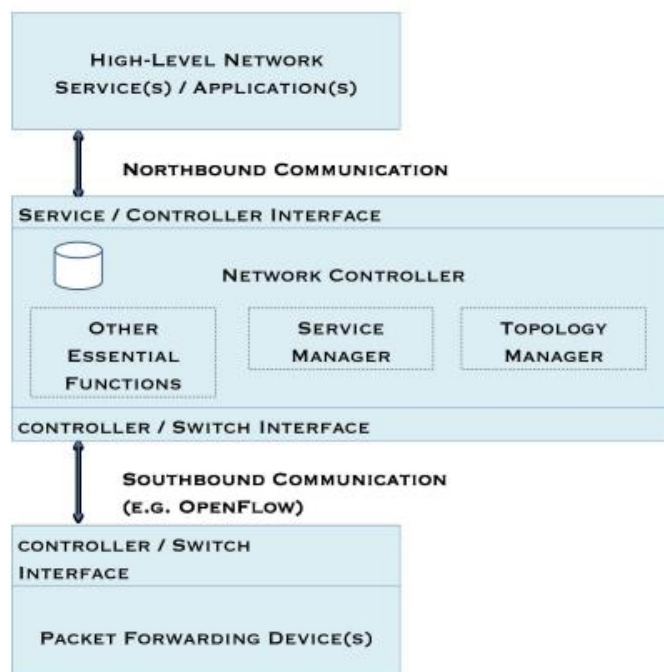 HIGH-LEVEL NETWORK
SERVICE(S) / APPLICATION(S)
NORTHBOUND COMMUNICATION
SERVICE / CONTROLLER INTERFACE
NETWORK CONTROLLER
OTHER
ESSENTIAL
FUNCTIONS
SERVICE
MANAGER
TOPOLOGY
MANAGER
CONTROLLER / SWITCH INTERFACE
SOUTHBOUND COMMUNICATION
(E.G. OPENFLOW)
CONTROLLER / SWITCH
INTERFACE
PACKET FORWARDING DEVICE(S)